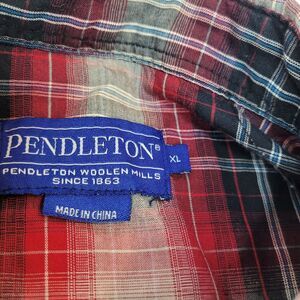 PENDLETON®
XL
PENDLETON WOOLEN MILLS
SINCE 1863
MADE IN CHINA